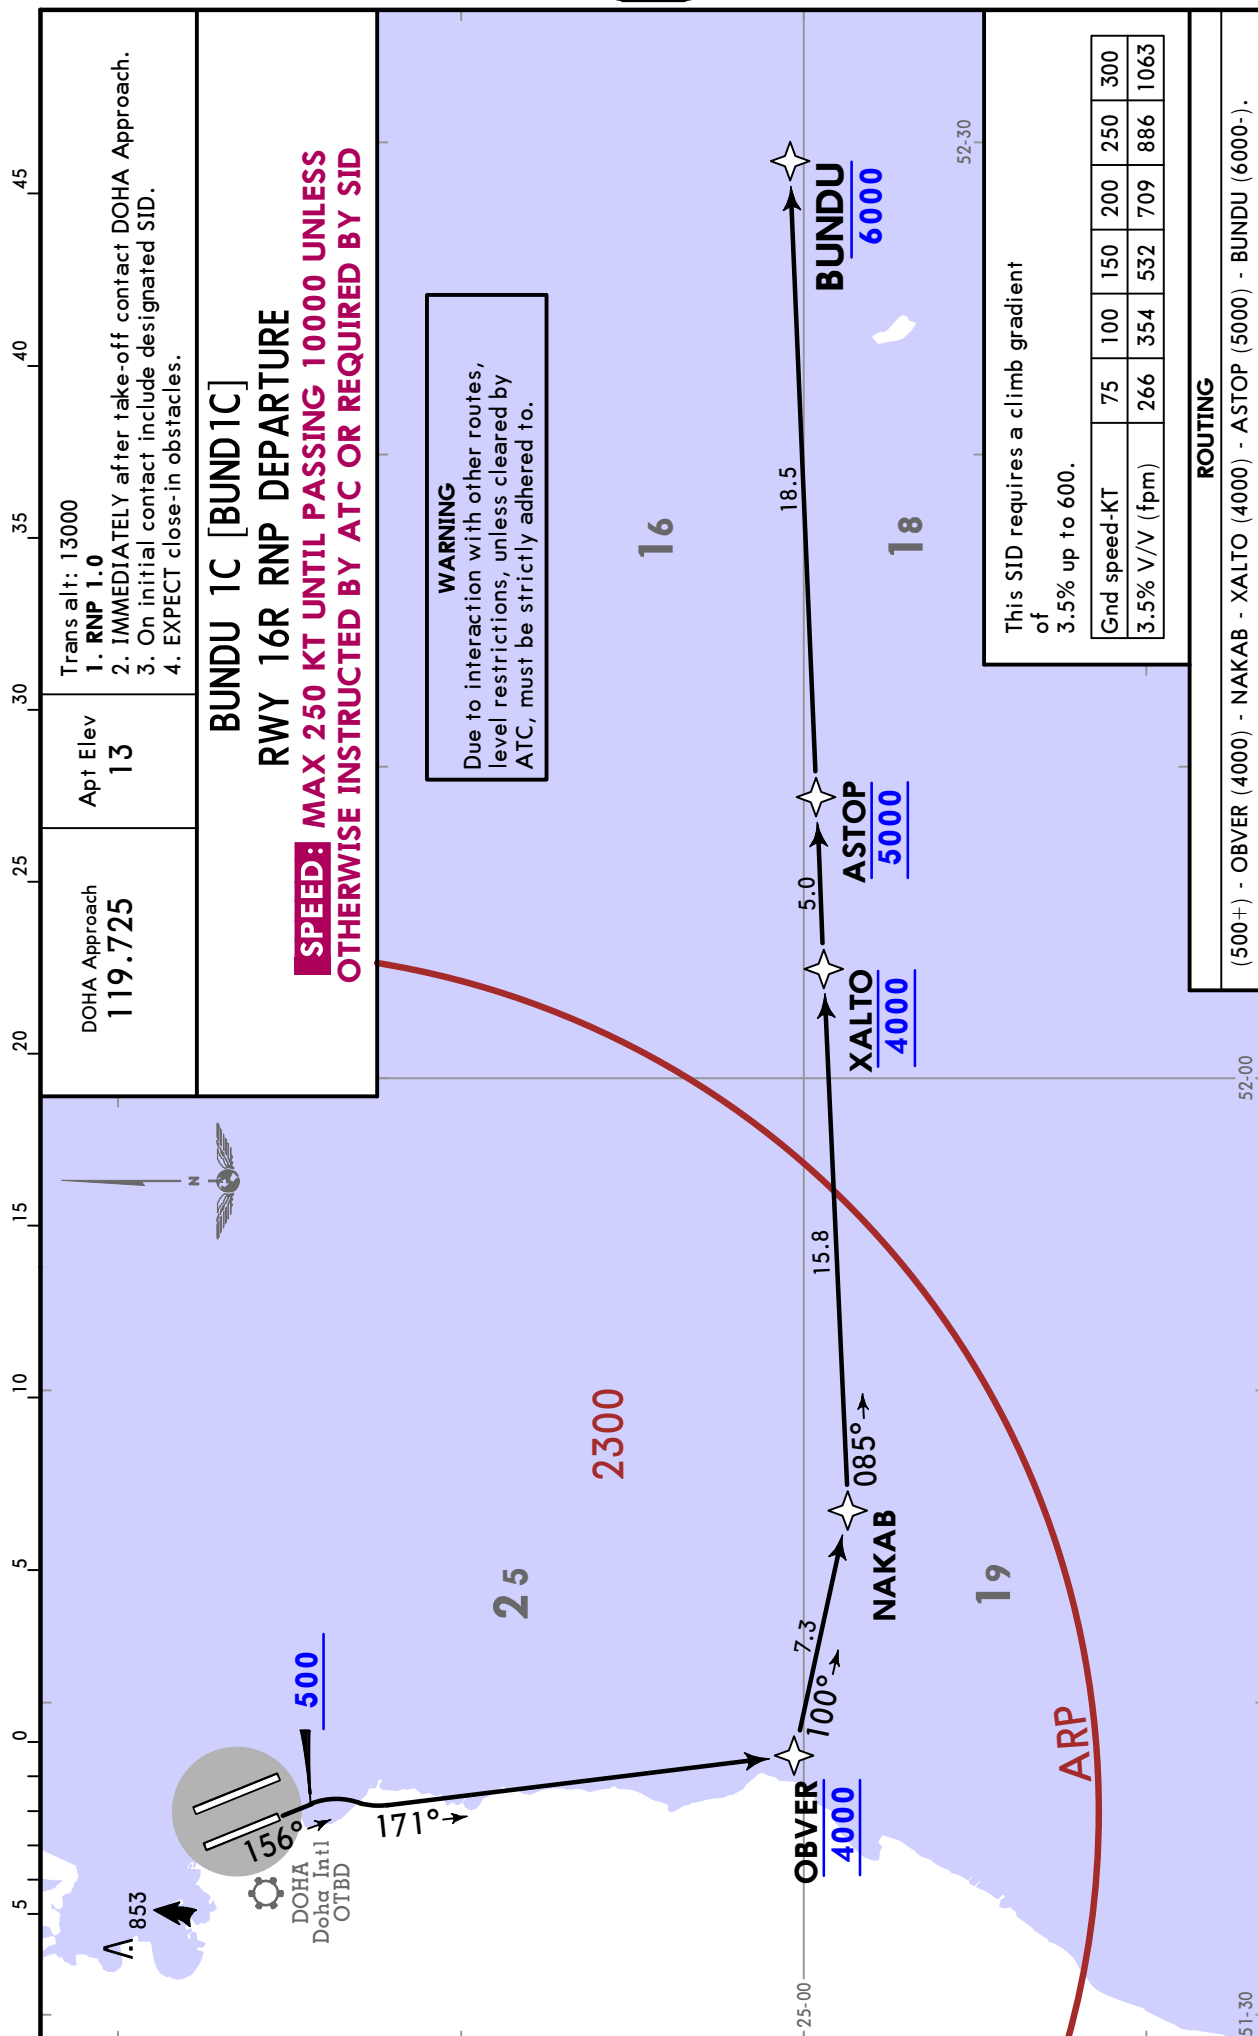 5
0
5
10
15
20
25
30
35
40
45
DOHA Approach
119.725
Apt Elev
13
Trans alt: 13000
1. RNP 1.0
2. IMMEDIATELY after take-off contact DOHA Approach.
3. On initial contact include designated SID.
4. EXPECT close-in obstacles.
BUNDU 1C [BUND1C]
RWY 16R RNP DEPARTURE
SPEED: MAX 250 KT UNTIL PASSING 10000 UNLESS
OTHERWISE INSTRUCTED BY ATC OR REQUIRED BY SID
WARNING
Due to interaction with other routes,
level restrictions, unless cleared by
ATC, must be strictly adhered to.
N
853
DOHA
Doha Intl
OTBD
156°
500
171°
25
2300
16
OBVER
4000
100°
7.3
NAKAB
085°
15.8
XALTO
4000
5.0
ASTOP
5000
18.5
BUNDU
6000
19
18
ARP
25-00
51-30
52-00
52-30
This SID requires a climb gradient
of
3.5% up to 600.
Gnd speed-KT 75 100 150 200 250 300
3.5% V/V (fpm) 266 354 532 709 886 1063
ROUTING
(500+) - OBVER (4000) - NAKAB - XALTO (4000) - ASTOP (5000) - BUNDU (6000-).